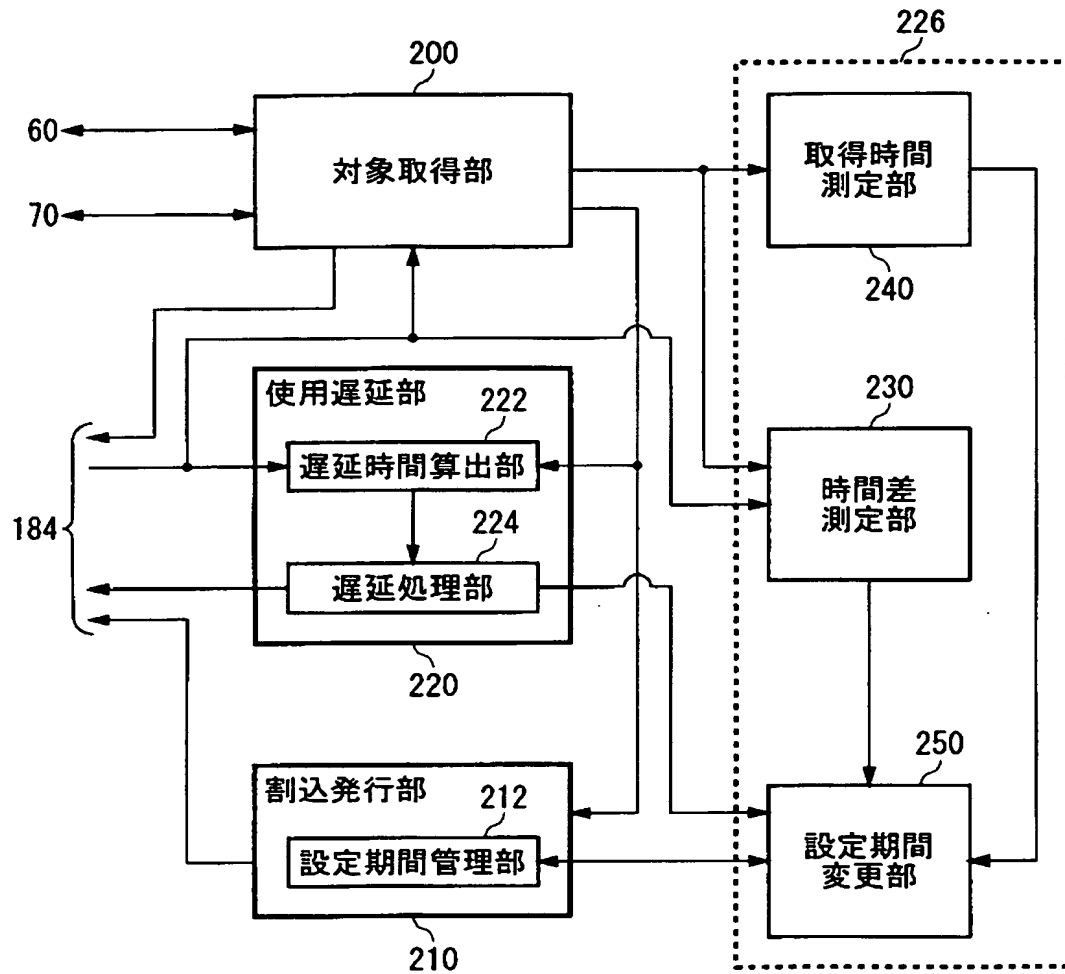 226
200
60
70
対象取得部
取得時間
測定部
240
使用遅延部
222
遅延時間算出部
230
時間差
測定部
184
224
遅延処理部
220
250
割込発行部
212
設定期間管理部
設定期間
変更部
210